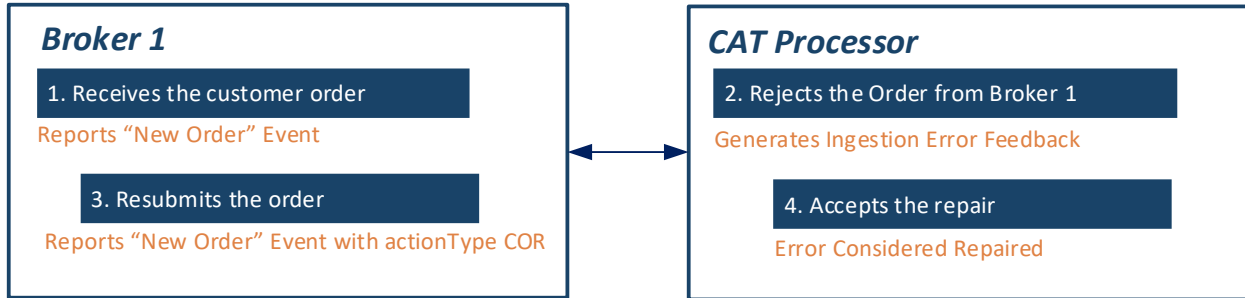 Broker 1
1. Receives the customer order
Reports “New Order” Event
3. Resubmits the order
Reports “New Order” Event with actionType COR
CAT Processor
2. Rejects the Order from Broker 1
Generates Ingestion Error Feedback
4. Accepts the repair
Error Considered Repaired